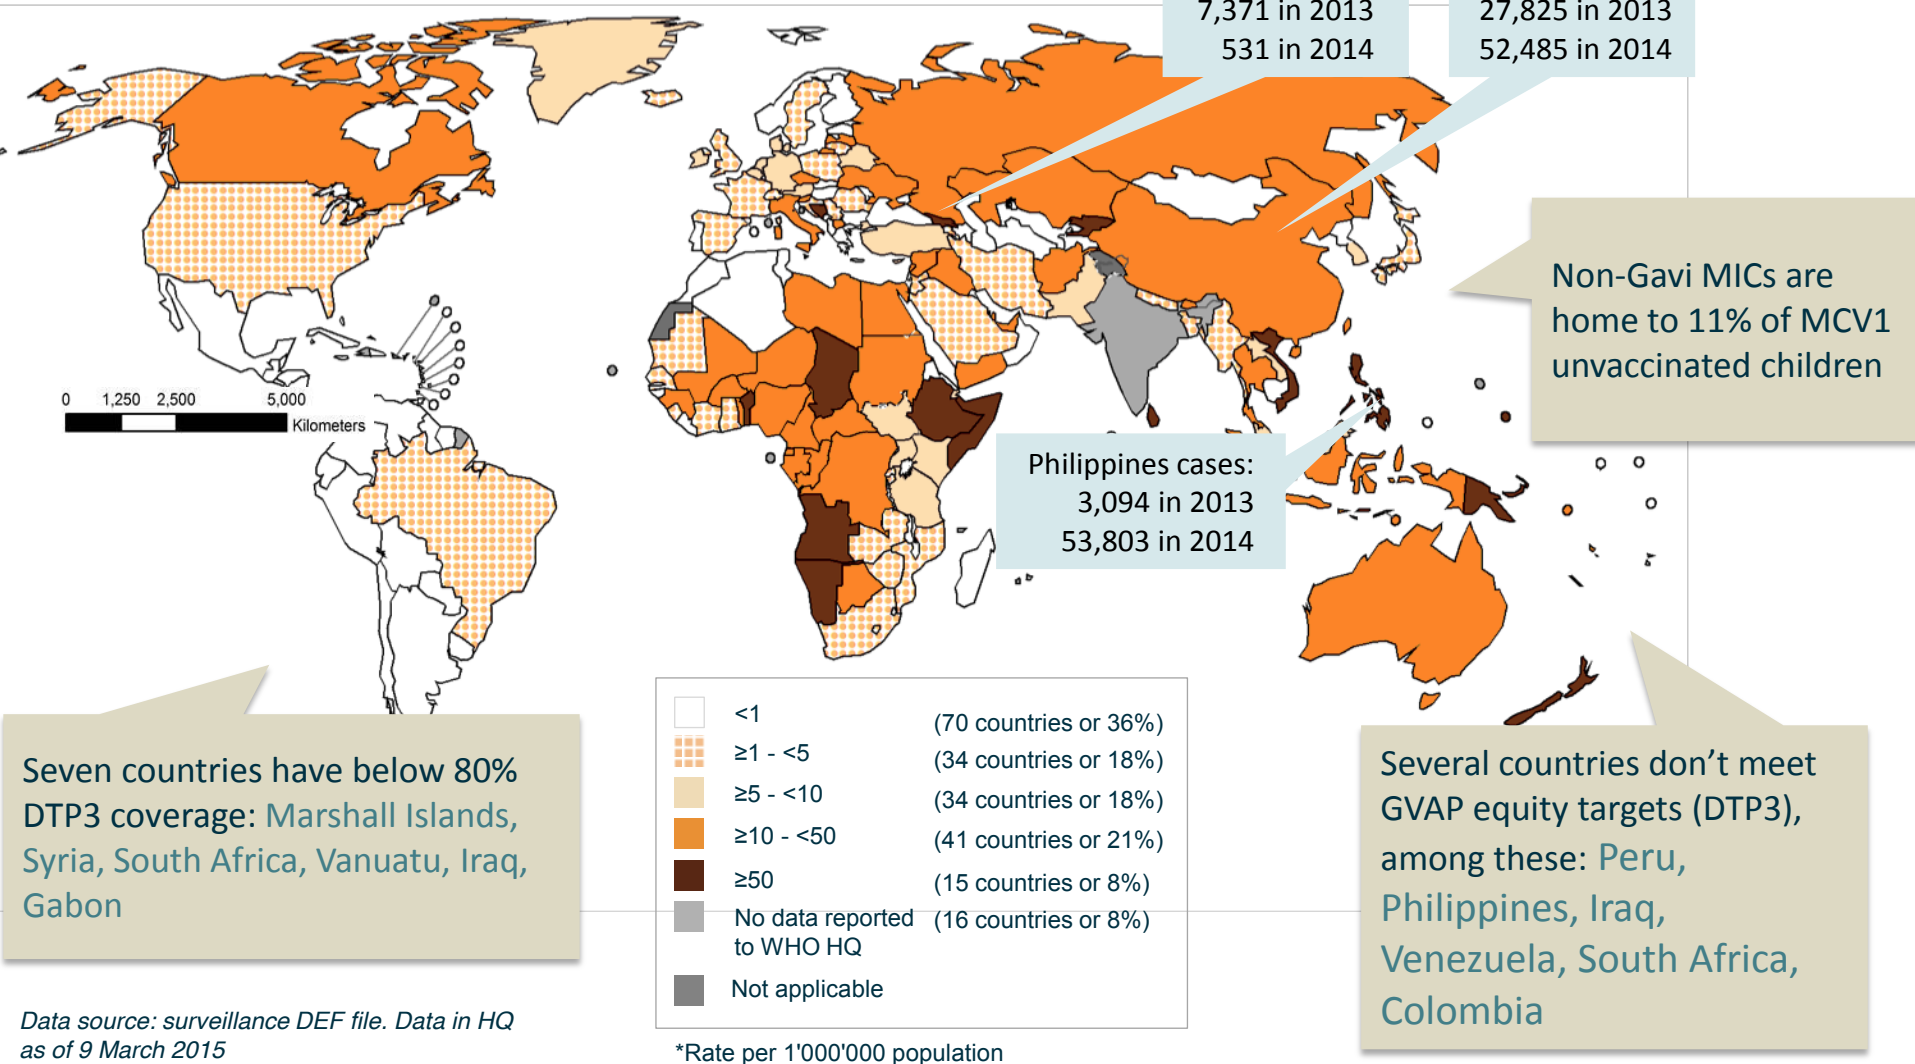 7,371 in 2013
531 in 2014
27,825 in 2013
52,485 in 2014
Non-Gavi MICs are
home to 11% of MCV1
unvaccinated children
0 1,250 2,500 5,000
Kilometers
Philippines cases:
3,094 in 2013
53,803 in 2014
Seven countries have below 80%
DTP3 coverage: Marshall Islands,
Syria, South Africa, Vanuatu, Iraq,
Gabon
<1 (70 countries or 36%)
≥1 - <5 (34 countries or 18%)
≥5 - <10 (34 countries or 18%)
≥10 - <50 (41 countries or 21%)
≥50 (15 countries or 8%)
No data reported (16 countries or 8%)
to WHO HQ
Not applicable
Several countries don’t meet
GVAP equity targets (DTP3),
among these: Peru,
Philippines, Iraq,
Venezuela, South Africa,
Colombia
Data source: surveillance DEF file. Data in HQ
as of 9 March 2015
*Rate per 1'000'000 population